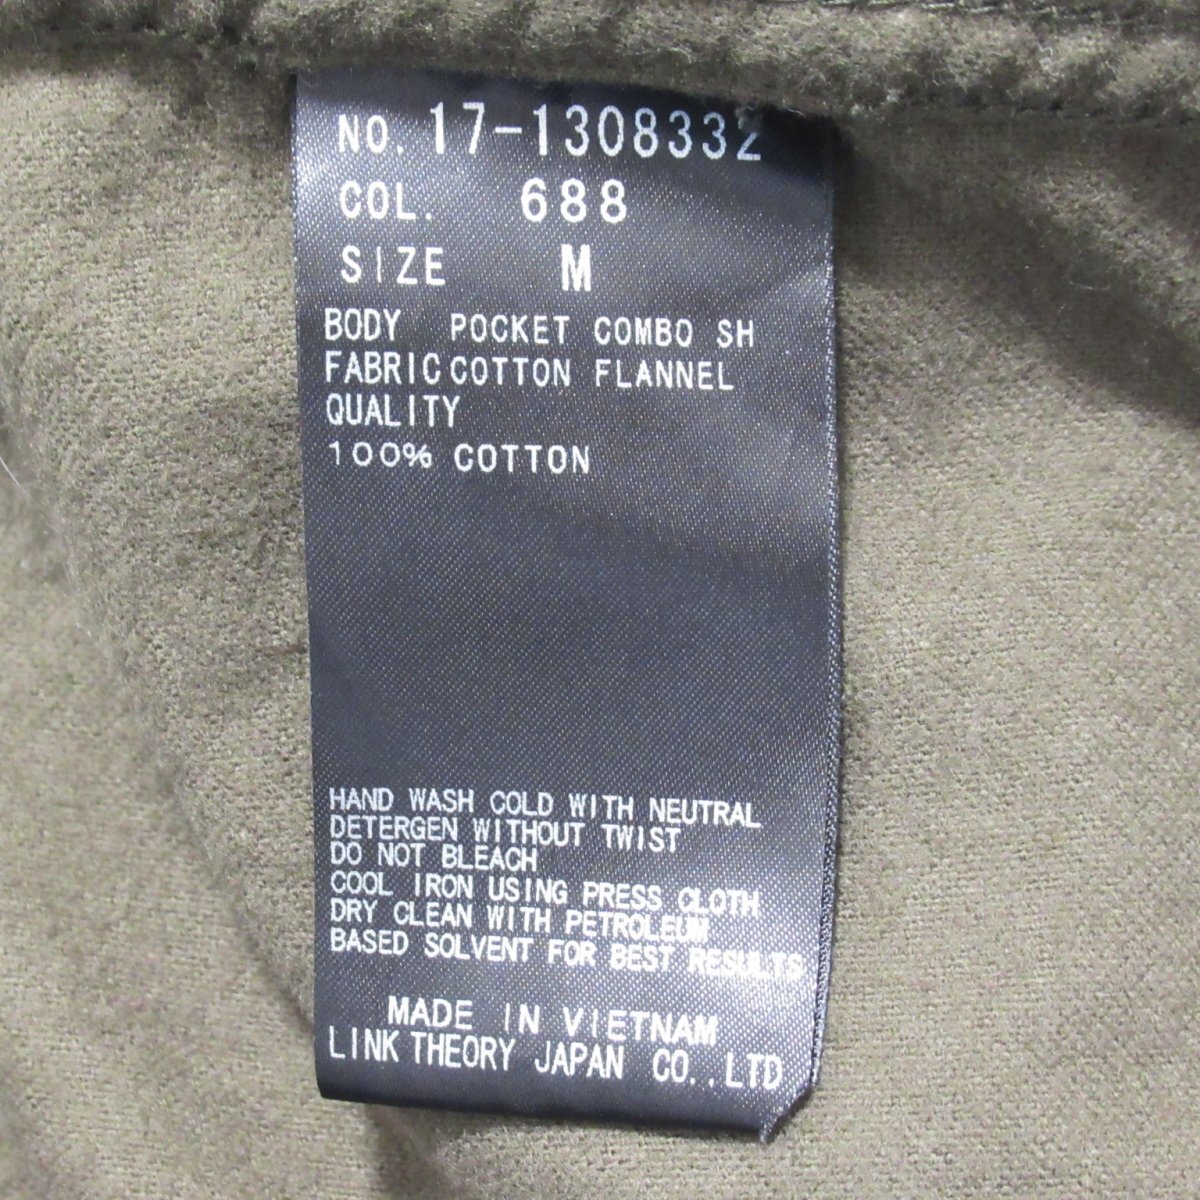 NO. 17-1308332
COL. 688
SIZE M
BODY POCKET COMBO SH
FABRIC COTTON FLANNEL
QUALITY
100% COTTON
HAND WASH COLD WITH NEUTRAL
DETERGEN WITHOUT TWIST
DO NOT BLEACH
COOL IRON USING PRESS CLOTH
DRY CLEAN WITH PETROLEUM
BASED SOLVENT FOR BEST RESULTS
MADE IN VIETNAM
LINK THEORY JAPAN CO.,LTD